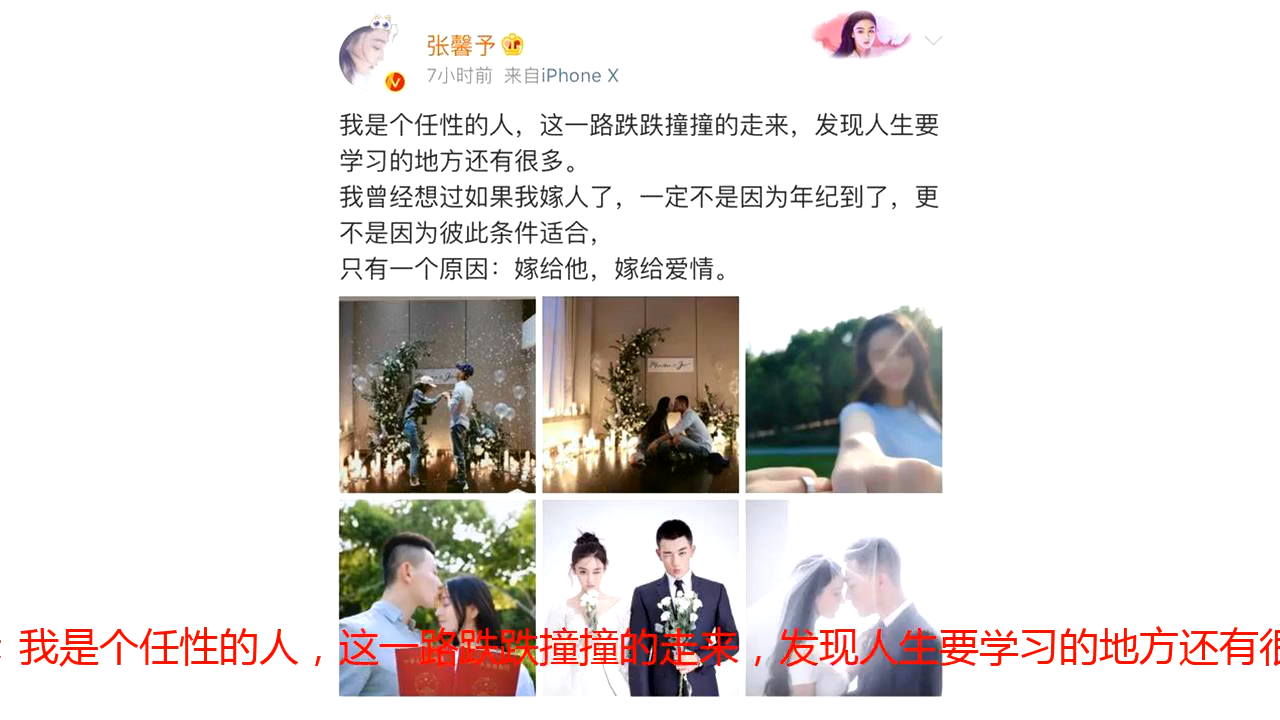 张馨予
7小时前 来自iPhone X
我是个任性的人，这一路跌跌撞撞的走来，发现人生要
学习的地方还有很多。
我曾经想过如果我嫁人了，一定不是因为年纪到了，更
不是因为彼此条件适合，
只有一个原因：嫁给他，嫁给爱情。
我是个任性的人，这一路跌跌撞撞的走来，发现人生要学习的地方还有很